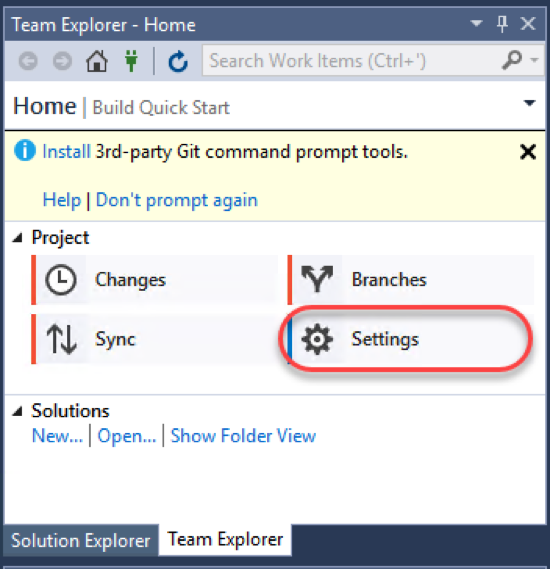 Team Explorer - Home
Search Work Items (Ctrl+')
Home | Build Quick Start
Install 3rd-party Git command prompt tools.
Help | Don't prompt again
Project
Changes
Branches
Sync
Settings
Solutions
New... | Open... | Show Folder View
Solution Explorer
Team Explorer